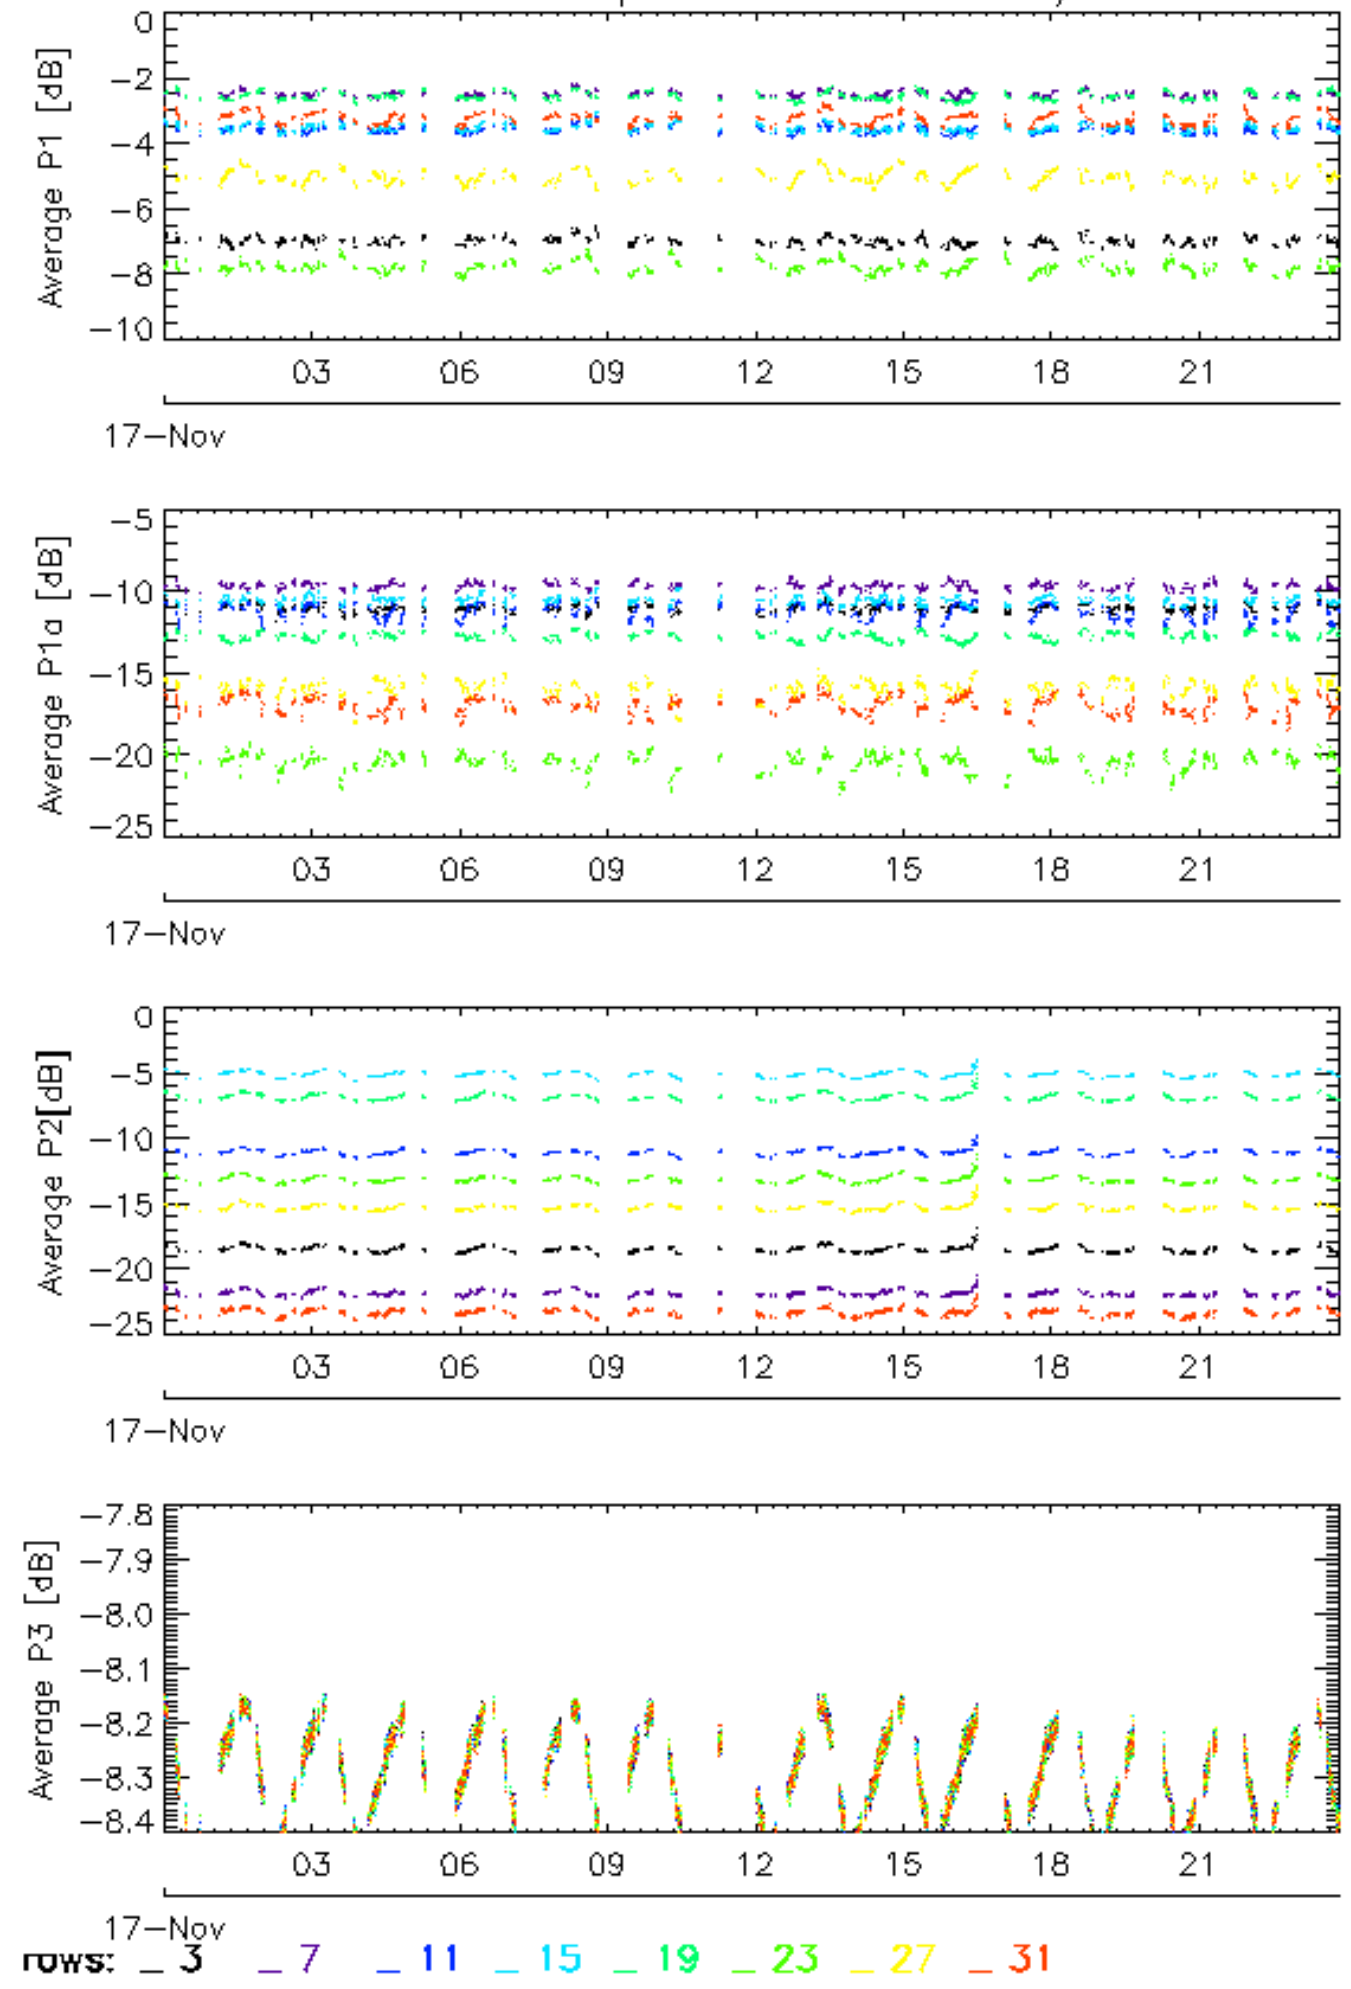 0
−2
−4
−6
−8
−10
Average P1 [dB]
03 06 09 12 15 18 21
17−Nov
−5
−10
−15
−20
−25
Average P1a [dB]
03 06 09 12 15 18 21
17−Nov
0
−5
−10
−15
−20
−25
Average P2[dB]
03 06 09 12 15 18 21
17−Nov
−7.8
−7.9
−8.0
−8.1
−8.2
−8.3
−8.4
Average P3 [dB]
03 06 09 12 15 18 21
17−Nov
rows: _ 3 _ 7 _ 11 _ 15 _ 19 _ 23 _ 27 _ 31